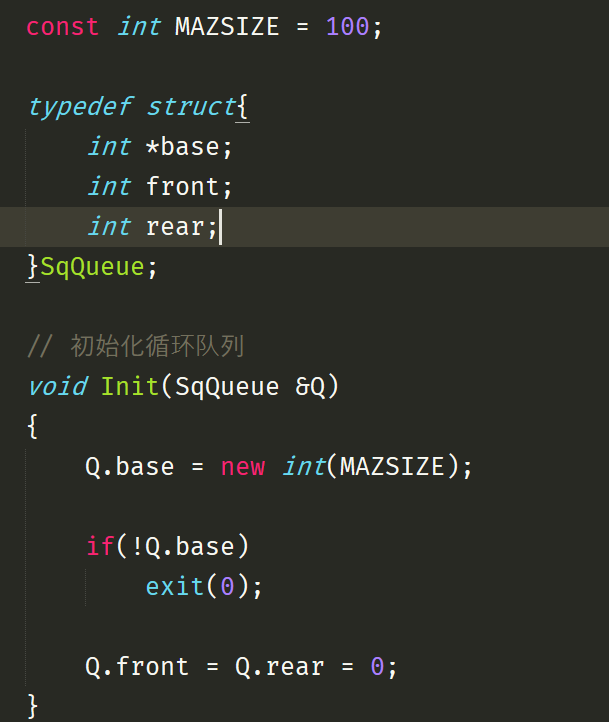 const int MAZSIZE = 100;
typedef struct{
    int *base;
    int front;
    int rear;
}SqQueue;
// 初始化循环队列
void Init(SqQueue &Q)
{
    Q.base = new int(MAZSIZE);
    if(!Q.base)
        exit(0);
    Q.front = Q.rear = 0;
}